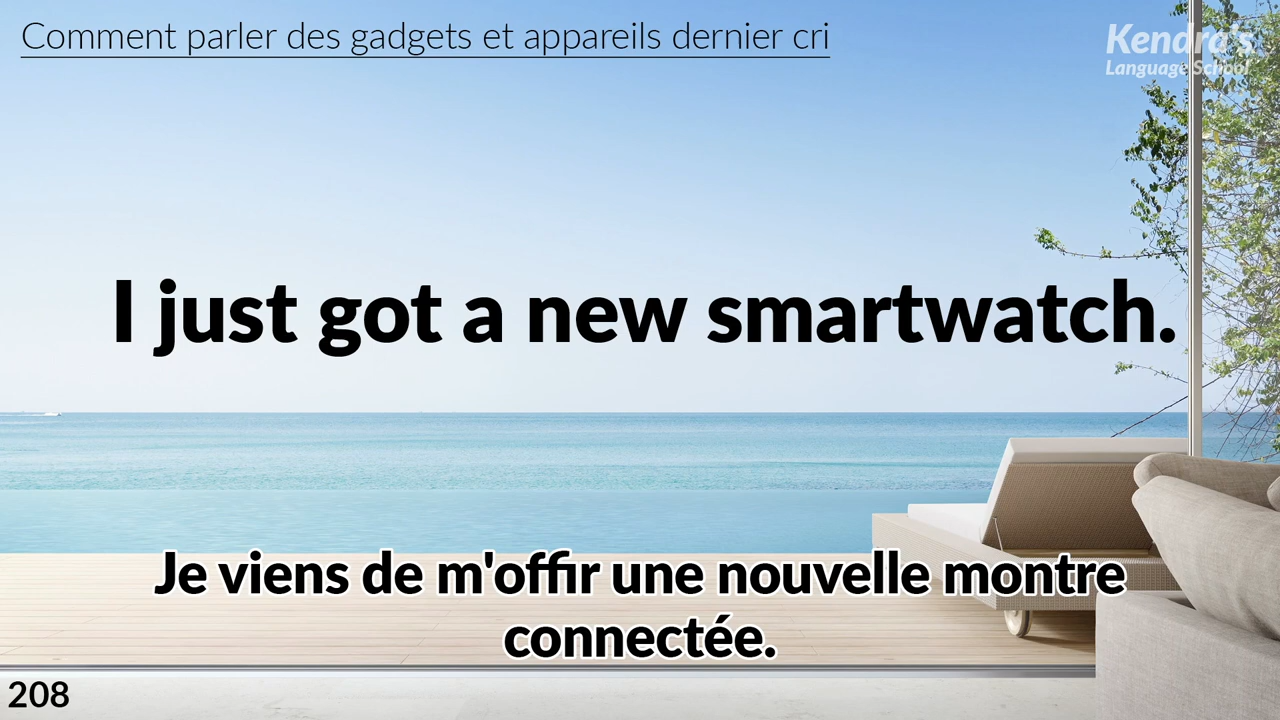 Comment parler des gadgets et appareils dernier cri
Kendra's
Language School
I just got a new smartwatch.
Je viens de m'offrir une nouvelle montre
connectée.
208